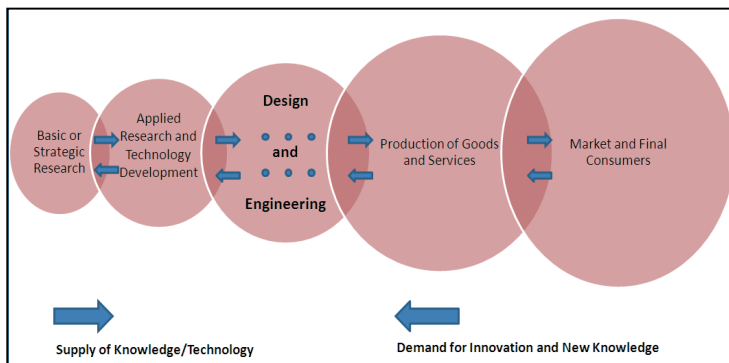 Basic or
Strategic
Research
Applied
Research and
Technology
Development
Design
and
Engineering
Production of Goods
and Services
Market and Final
Consumers
Supply of Knowledge/Technology
Demand for Innovation and New Knowledge